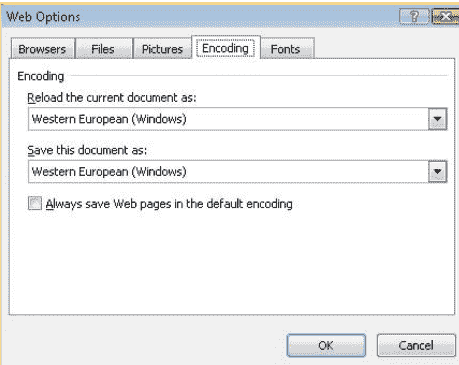 Web Options
Browsers Files Pictures Encoding Fonts
Encoding
Reload the current document as:
Western European (Windows)
Save this document as:
Western European (Windows)
Always save Web pages in the default encoding
OK Cancel